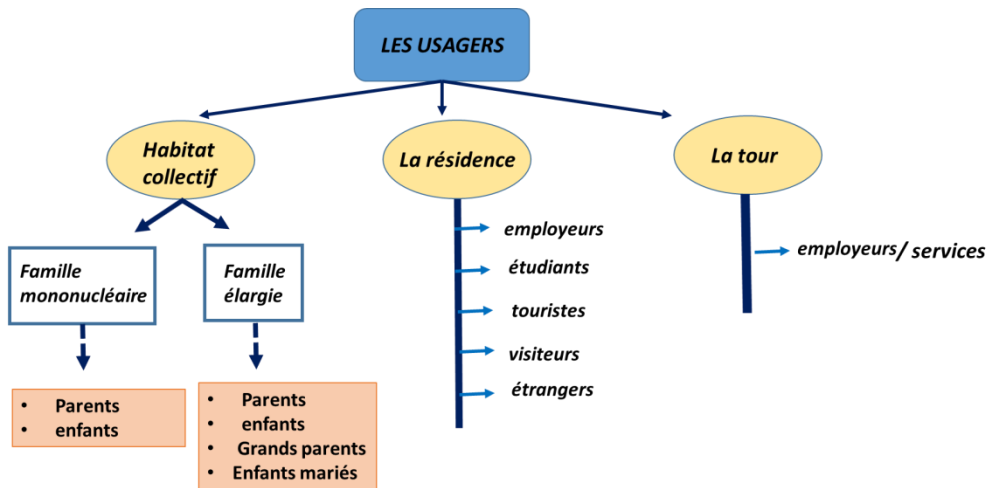 LES USAGERS
Habitat
collectif
La résidence
La tour
Famille
mononucléaire
Famille
élargie
• Parents
• enfants
• Parents
• enfants
• Grands parents
• Enfants mariés
employeurs
étudiants
touristes
visiteurs
étrangers
employeurs/ services